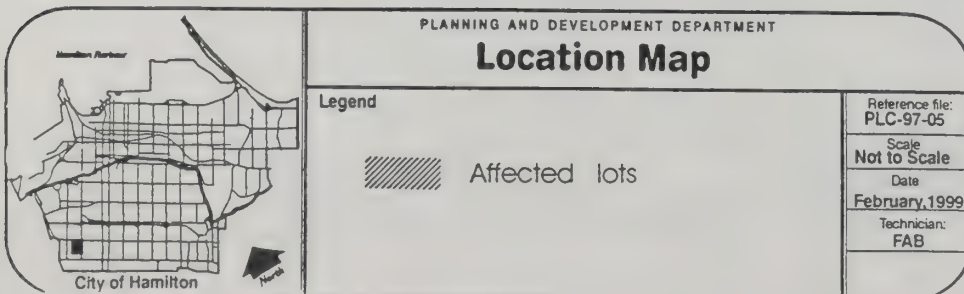 Hamilton Harbour
City of Hamilton
North
PLANNING AND DEVELOPMENT DEPARTMENT
Location Map
Legend
Affected lots
Reference file:
PLC-97-05
Scale
Not to Scale
Date
February,1999
Technician:
FAB